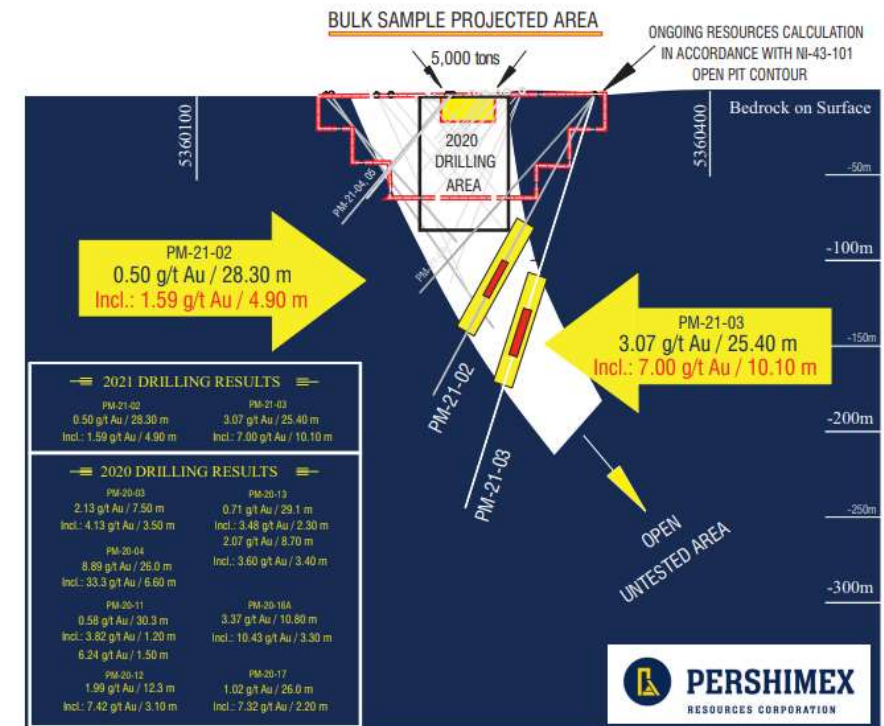 BULK SAMPLE PROJECTED AREA
5,000 tons
ONGOING RESOURCES CALCULATION
IN ACCORDANCE WITH NI-43-101
OPEN PIT CONTOUR
Bedrock on Surface
5360100
5360400
2020
DRILLING
AREA
PM-21-04, 05
-50m
-100m
-150m
-200m
-250m
-300m
PM-21-02
0.50 g/t Au / 28.30 m
Incl.: 1.59 g/t Au / 4.90 m
PM-21-03
3.07 g/t Au / 25.40 m
Incl.: 7.00 g/t Au / 10.10 m
PM-21-02
PM-21-03
OPEN
UNTESTED AREA
2021 DRILLING RESULTS
PM-21-02
0.50 g/t Au / 28.30 m
Incl.: 1.59 g/t Au / 4.90 m
PM-21-03
3.07 g/t Au / 25.40 m
Incl.: 7.00 g/t Au / 10.10 m
2020 DRILLING RESULTS
PM-20-03
2.13 g/t Au / 7.50 m
Incl.: 4.13 g/t Au / 3.50 m
PM-20-04
8.89 g/t Au / 26.0 m
Incl.: 33.3 g/t Au / 6.60 m
PM-20-11
0.58 g/t Au / 30.3 m
Incl.: 3.82 g/t Au / 1.20 m
6.24 g/t Au / 1.50 m
PM-20-12
1.99 g/t Au / 12.3 m
Incl.: 7.42 g/t Au / 3.10 m
PM-20-13
0.71 g/t Au / 29.1 m
Incl.: 3.48 g/t Au / 2.30 m
2.07 g/t Au / 8.70 m
Incl.: 3.60 g/t Au / 3.40 m
PM-20-16A
3.37 g/t Au / 10.80 m
Incl.: 10.43 g/t Au / 3.30 m
PM-20-17
1.02 g/t Au / 26.0 m
Incl.: 7.32 g/t Au / 2.20 m
PERSHIMEX
RESOURCES CORPORATION